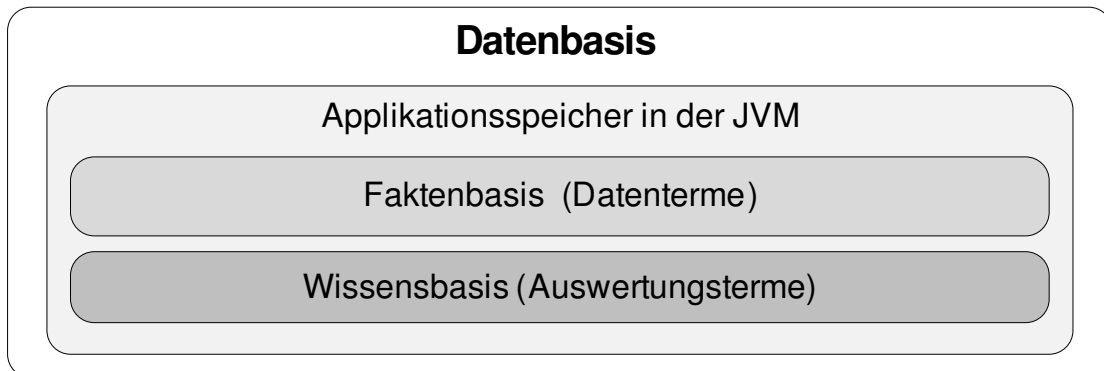 Datenbasis
Applikationsspeicher in der JVM
Faktenbasis (Datenterme)
Wissensbasis (Auswertungsterme)